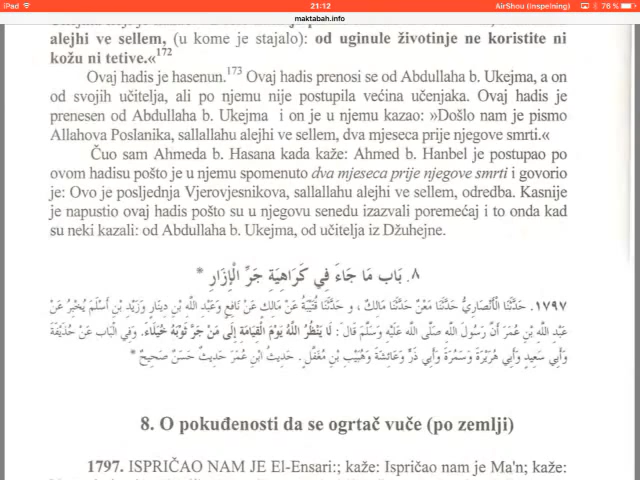 iPad
21:12
AirShou (Inspelning)
76 %
maktabah.info
alejhi ve sellem, (u kome je stajalo): od uginule životinje ne koristite ni
kožu ni tetive.«172
Ovaj hadis je hasenun.173 Ovaj hadis prenosi se od Abdullaha b. Ukejma, a on
od svojih učitelja, ali po njemu nije postupila većina učenjaka. Ovaj hadis je
prenesen od Abdullaha b. Ukejma i on je u njemu kazao: »Došlo nam je pismo
Allahova Poslanika, sallallahu alejhi ve sellem, dva mjeseca prije njegove smrti.«
Čuo sam Ahmeda b. Hasana kada kaže: Ahmed b. Hanbel je postupao po
ovom hadisu pošto je u njemu spomenuto dva mjeseca prije njegove smrti i govorio
je: Ovo je posljednja Vjerovjesnikova, sallallahu alejhi ve sellem, odredba. Kasnije
je napustio ovaj hadis pošto su u njegovu senedu izazvali poremećaj i to onda kad
su neki kazali: od Abdullaha b. Ukejma, od učitelja iz Džuhejne.
٨. بَاب مَا جَاءَ فِي كَرَاهِيَةِ جَرِّ الْإِزَارِ *
١٧٩٧. حَدَّثَنَا الْأَنْصَارِيُّ حَدَّثَنَا مَعْنٌ حَدَّثَنَا مَالِكٌ ، و حَدَّثَنَا قُتَيْبَةُ عَنْ مَالِكٍ عَنْ نَافِعٍ وَعَبْدِ اللَّهِ بْنِ دِينَارٍ وَزَيْدِ بْنِ أَسْلَمَ يُخْبِرُ عَنْ
عَبْدِ اللَّهِ بْنِ عُمَرَ أَنَّ رَسُولَ اللَّهِ صَلَّى اللَّهُ عَلَيْهِ وَسَلَّمَ قَالَ: لَا يَنْظُرُ اللَّهُ يَوْمَ الْقِيَامَةِ إِلَى مَنْ جَرَّ ثَوْبَهُ خُيَلَاءَ. وَفِي الْبَاب عَنْ حُذَيْفَةَ
وَأَبِي سَعِيدٍ وَأَبِي هُرَيْرَةَ وَسَمُرَةَ وَأَبِي ذَرٍّ وَعَائِشَةَ وَهُبَيْبِ بْنِ مُغْفَلٍ. حَدِيثُ ابْنِ عُمَرَ حَدِيثٌ حَسَنٌ صَحِيحٌ *
8. O pokuđenosti da se ogrtač vuče (po zemlji)
1797. ISPRIČAO NAM JE El-Ensari:; kaže: Ispričao nam je Ma'n; kaže: